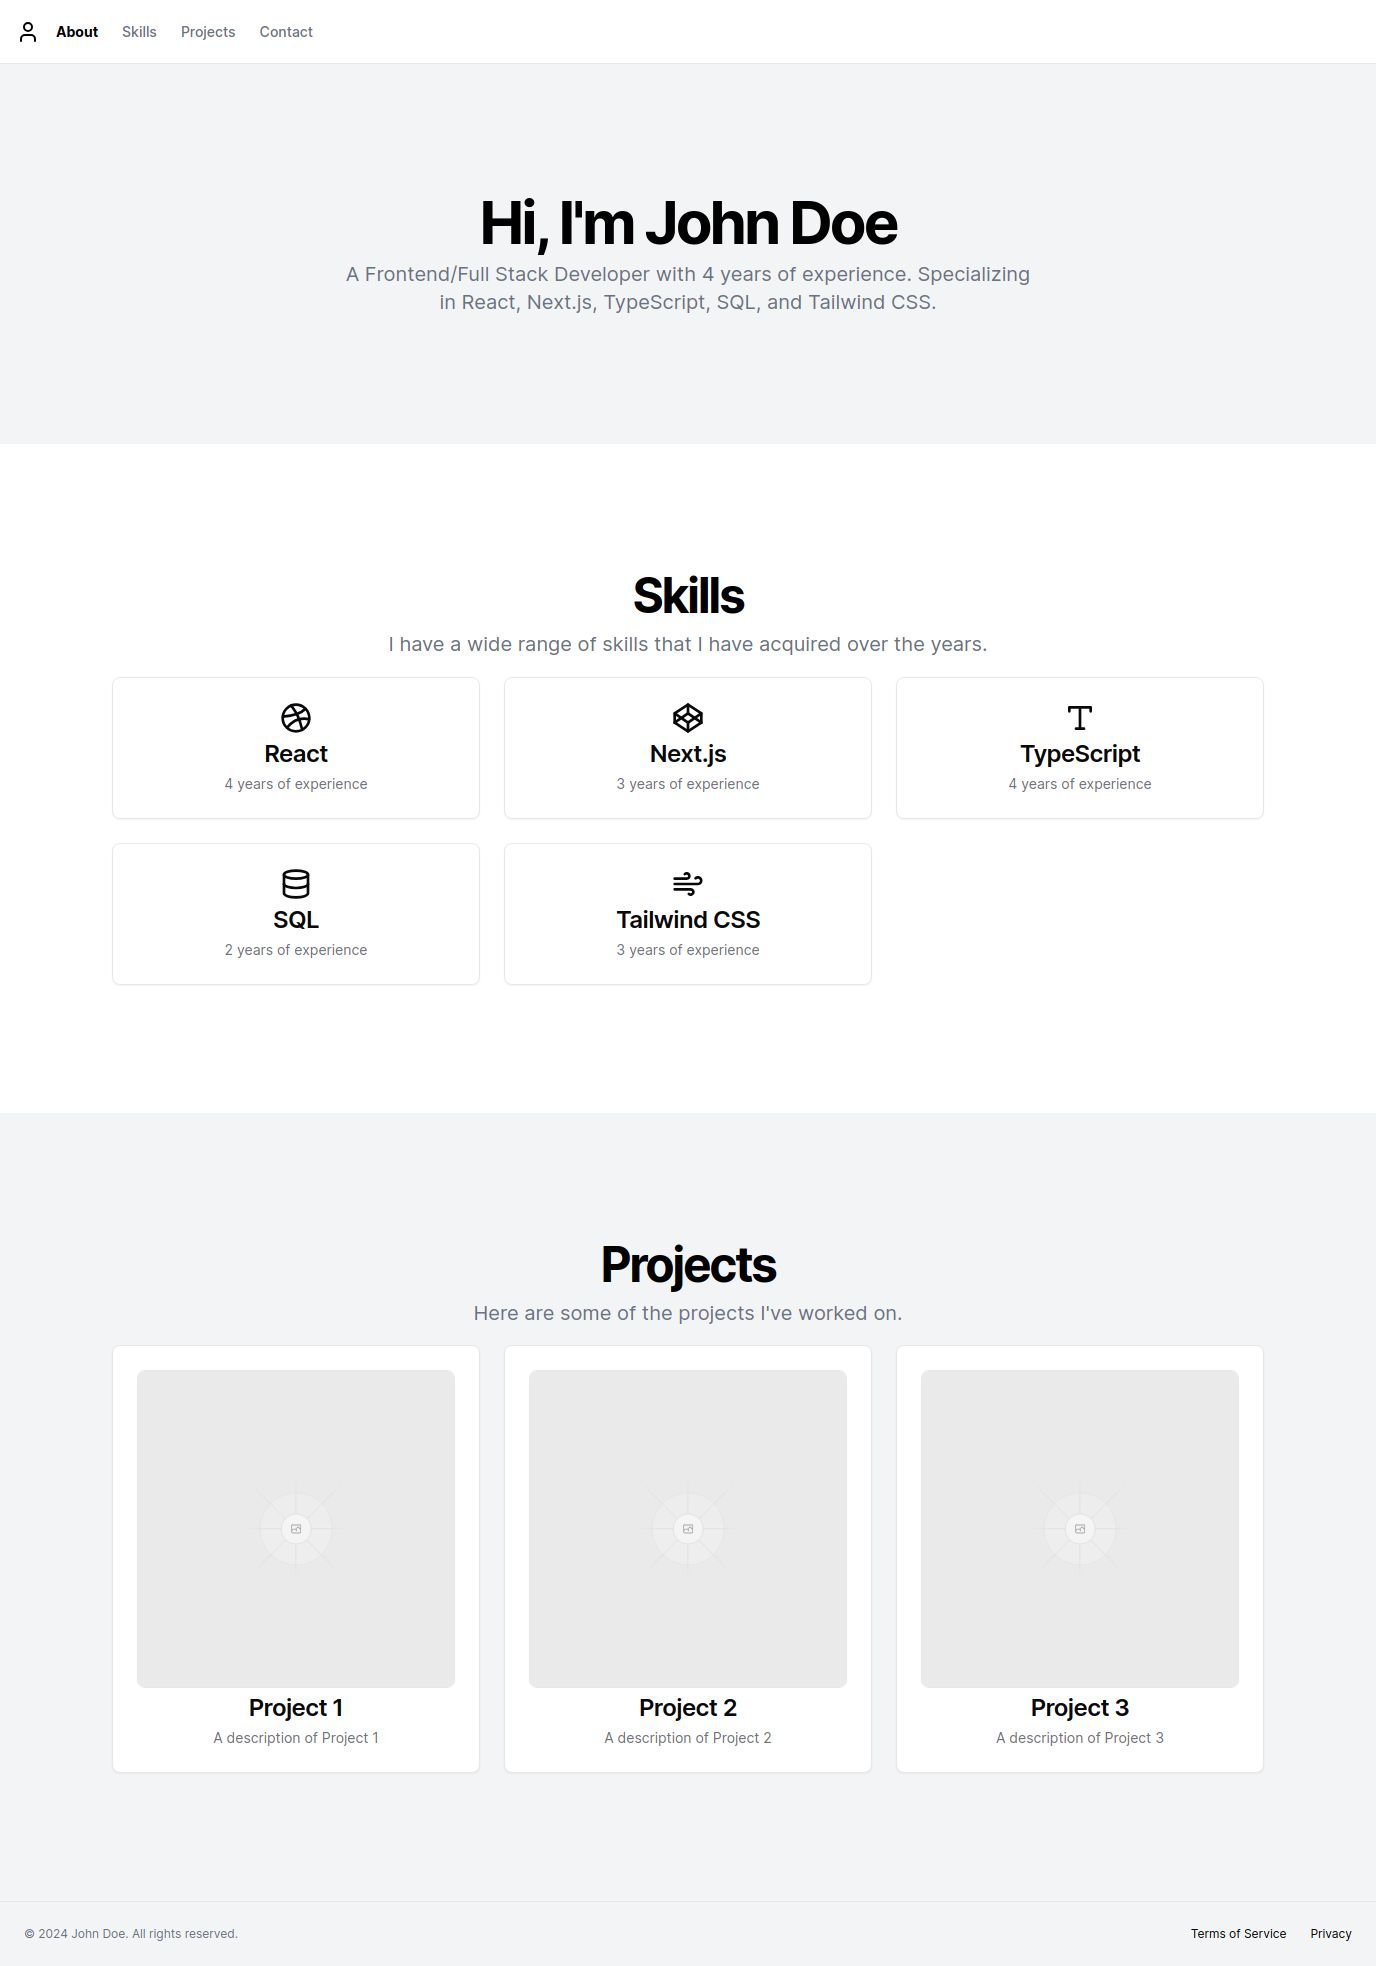 About Skills Projects Contact
Hi, I'm John Doe
A Frontend/Full Stack Developer with 4 years of experience. Specializing
in React, Next.js, TypeScript, SQL, and Tailwind CSS.
Skills
I have a wide range of skills that I have acquired over the years.
React
4 years of experience
Next.js
3 years of experience
TypeScript
4 years of experience
SQL
2 years of experience
Tailwind CSS
3 years of experience
Projects
Here are some of the projects I've worked on.
Project 1
A description of Project 1
Project 2
A description of Project 2
Project 3
A description of Project 3
© 2024 John Doe. All rights reserved.
Terms of Service Privacy